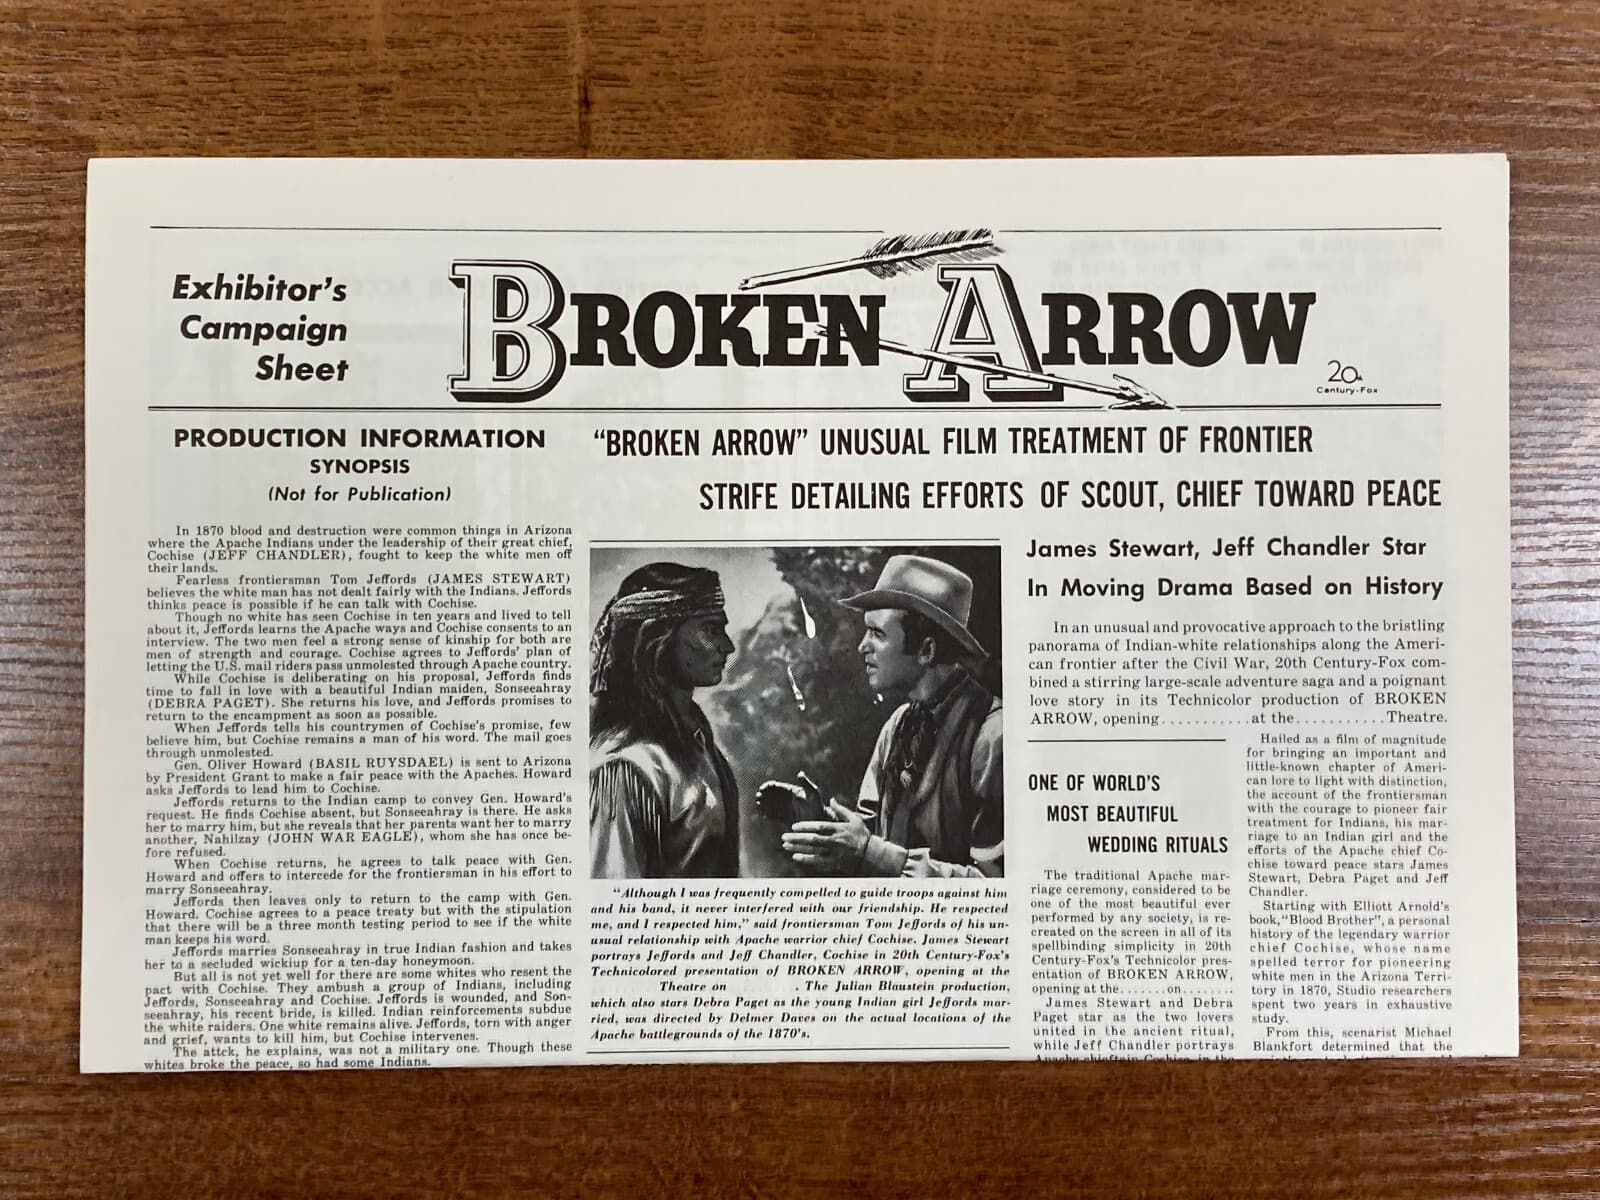 Exhibitor's
Campaign
Sheet
BROKEN ARROW
20th
Century-Fox
PRODUCTION INFORMATION
SYNOPSIS
(Not for Publication)
In 1870 blood and destruction were common things in Arizona
where the Apache Indians under the leadership of their great chief,
Cochise (JEFF CHANDLER), fought to keep the white men off
their lands.
Fearless frontiersman Tom Jeffords (JAMES STEWART)
believes the white man has not dealt fairly with the Indians. Jeffords
thinks peace is possible if he can talk with Cochise.
Though no white has seen Cochise in ten years and lived to tell
about it, Jeffords learns the Apache ways and Cochise consents to an
interview. The two men feel a strong sense of kinship for both are
men of strength and courage. Cochise agrees to Jeffords' plan of
letting the U.S. mail riders pass unmolested through Apache country.
While Cochise is deliberating on his proposal, Jeffords finds
time to fall in love with a beautiful Indian maiden, Sonseeahray
(DEBRA PAGET). She returns his love, and Jeffords promises to
return to the encampment as soon as possible.
When Jeffords tells his countrymen of Cochise's promise, few
believe him, but Cochise remains a man of his word. The mail goes
through unmolested.
Gen. Oliver Howard (BASIL RUYSDAEL) is sent to Arizona
by President Grant to make a fair peace with the Apaches. Howard
asks Jeffords to lead him to Cochise.
Jeffords returns to the Indian camp to convey Gen. Howard's
request. He finds Cochise absent, but Sonseeahray is there. He asks
her to marry him, but she reveals that her parents want her to marry
another, Nahilzay (JOHN WAR EAGLE), whom she has once be-
fore refused.
When Cochise returns, he agrees to talk peace with Gen.
Howard and offers to intercede for the frontiersman in his effort to
marry Sonseeahray.
Jeffords then leaves only to return to the camp with Gen.
Howard. Cochise agrees to a peace treaty but with the stipulation
that there will be a three month testing period to see if the white
man keeps his word.
Jeffords marries Sonseeahray in true Indian fashion and takes
her to a secluded wickiup for a ten-day honeymoon.
But all is not yet well for there are some whites who resent the
pact with Cochise. They ambush a group of Indians, including
Jeffords, Sonseeahray and Cochise. Jeffords is wounded, and Son-
seeahray, his recent bride, is killed. Indian reinforcements subdue
the white raiders. One white remains alive. Jeffords, torn with anger
and grief, wants to kill him, but Cochise intervenes.
The attck, he explains, was not a military one. Though these
whites broke the peace, so had some Indians.
"BROKEN ARROW" UNUSUAL FILM TREATMENT OF FRONTIER
STRIFE DETAILING EFFORTS OF SCOUT, CHIEF TOWARD PEACE
"Although I was frequently compelled to guide troops against him
and his band, it never interfered with our friendship. He respected
me, and I respected him," said frontiersman Tom Jeffords of his un-
usual relationship with Apache warrior chief Cochise. James Stewart
portrays Jeffords and Jeff Chandler, Cochise in 20th Century-Fox's
Technicolored presentation of BROKEN ARROW, opening at the
Theatre on . The Julian Blaustein production,
which also stars Debra Paget as the young Indian girl Jeffords mar-
ried, was directed by Delmer Daves on the actual locations of the
Apache battlegrounds of the 1870's.
James Stewart, Jeff Chandler Star
In Moving Drama Based on History
In an unusual and provocative approach to the bristling
panorama of Indian-white relationships along the Ameri-
can frontier after the Civil War, 20th Century-Fox com-
bined a stirring large-scale adventure saga and a poignant
love story in its Technicolor production of BROKEN
ARROW, opening...........at the...........Theatre.
ONE OF WORLD'S
MOST BEAUTIFUL
WEDDING RITUALS
The traditional Apache mar-
riage ceremony, considered to be
one of the most beautiful ever
performed by any society, is re-
created on the screen in all of its
spellbinding simplicity in 20th
Century-Fox's Technicolor pres-
entation of BROKEN ARROW,
opening at the.......on........
James Stewart and Debra
Paget star as the two lovers
united in the ancient ritual,
while Jeff Chandler portrays
Apache chieftain Cochise, in the
Hailed as a film of magnitude
for bringing an important and
little-known chapter of Ameri-
can lore to light with distinction,
the account of the frontiersman
with the courage to pioneer fair
treatment for Indians, his mar-
riage to an Indian girl and the
efforts of the Apache chief Co-
chise toward peace stars James
Stewart, Debra Paget and Jeff
Chandler.
Starting with Elliott Arnold's
book,"Blood Brother", a personal
history of the legendary warrior
chief Cochise, whose name
spelled terror for pioneering
white men in the Arizona Terri-
tory in 1870, Studio researchers
spent two years in exhaustive
study.
From this, scenarist Michael
Blankfort determined that the